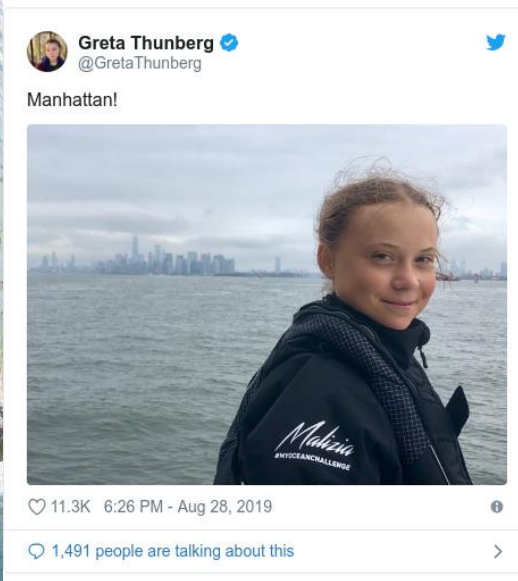 Greta Thunberg
@GretaThunberg
Manhattan!
Malizia
#MYOCEANCHALLENGE
11.3K 6:26 PM - Aug 28, 2019
1,491 people are talking about this